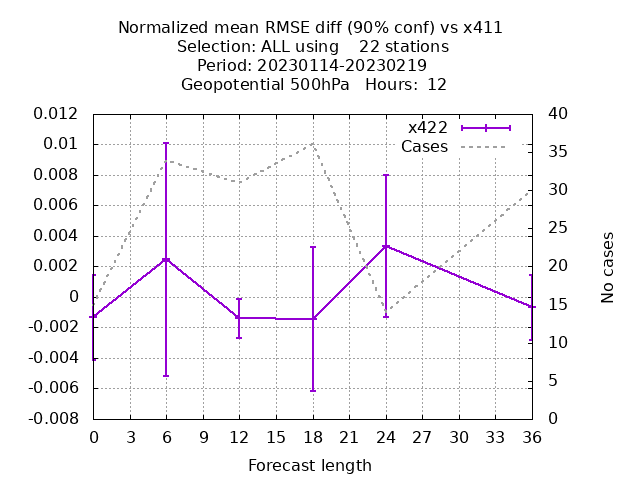 Normalized mean RMSE diff (90% conf) vs x411
Selection: ALL using    22 stations
Period: 20230114-20230219
Geopotential 500hPa   Hours:  12
x422
Cases
0.012
0.01
0.008
0.006
0.004
0.002
0
-0.002
-0.004
-0.006
-0.008
40
35
30
25
20
15
10
5
0
No cases
0 3 6 9 12 15 18 21 24 27 30 33 36
Forecast length